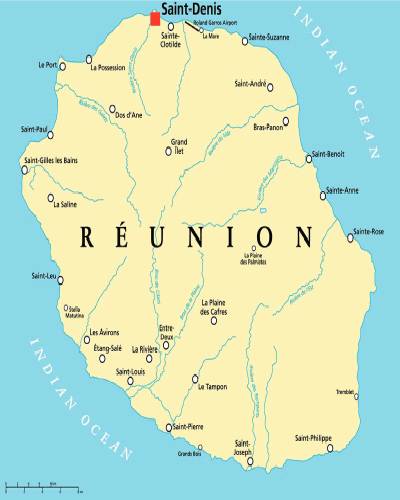 Saint-Denis
Roland Garros Airport
Sainte-
Clotilde
La Mare
Sainte-Suzanne
INDIAN OCEAN
Le Port
La Possession
Saint-André
Dos d'Ane
Bras-Panon
Saint-Paul
Grand
Îlet
Saint-Gilles les Bains
Saint-Benoit
La Saline
Sainte-Anne
RÉUNION
Sainte-Rose
La Plaine
des Palmistes
Saint-Leu
Stella
Matutina
La Plaine
des Cafres
Les Avirons
Entre-
Deux
Étang-Salé
La Rivière
Saint-Louis
Le Tampon
Tremblet
INDIAN OCEAN
Saint-Pierre
Grands Bois
Saint-
Joseph
Saint-Philippe